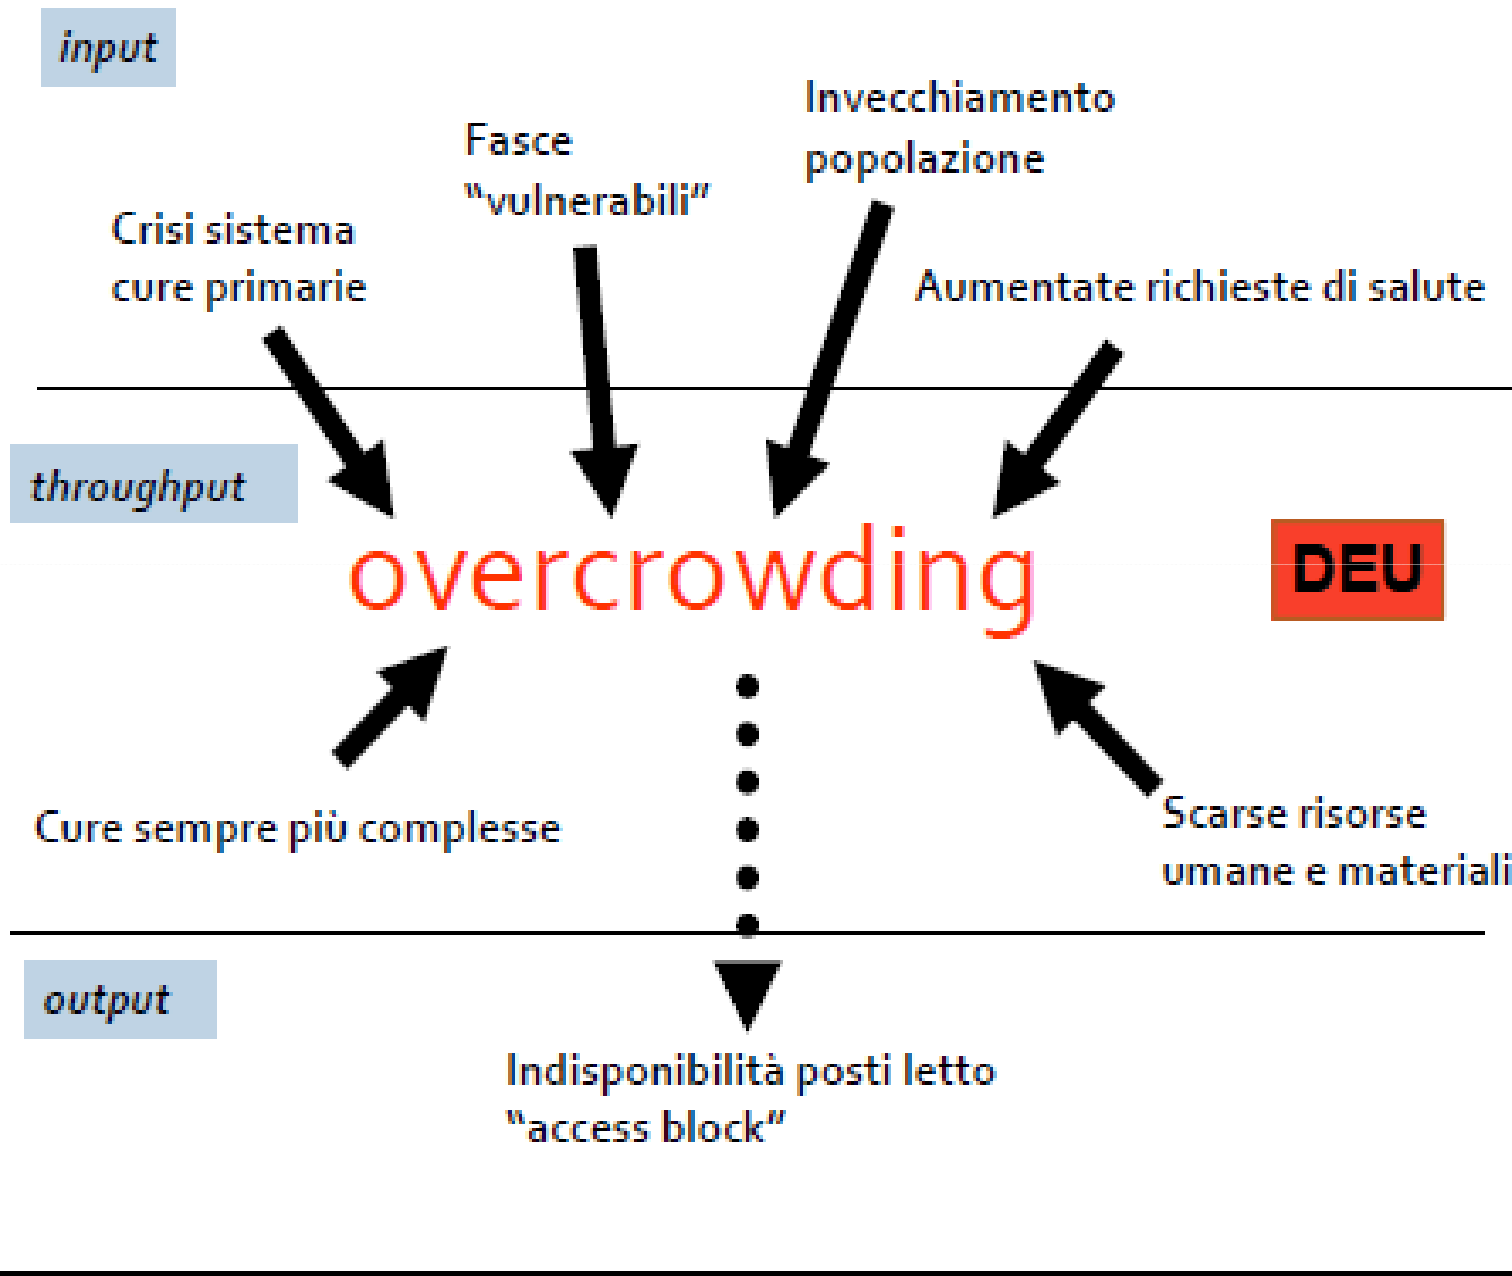 input
Invecchiamento
popolazione
Fasce
“vulnerabili”
Crisi sistema
cure primarie
Aumentate richieste di salute
throughput
overcrowding
DEU
Cure sempre più complesse
Scarse risorse
umane e materiali
output
Indisponibilità posti letto
“access block”